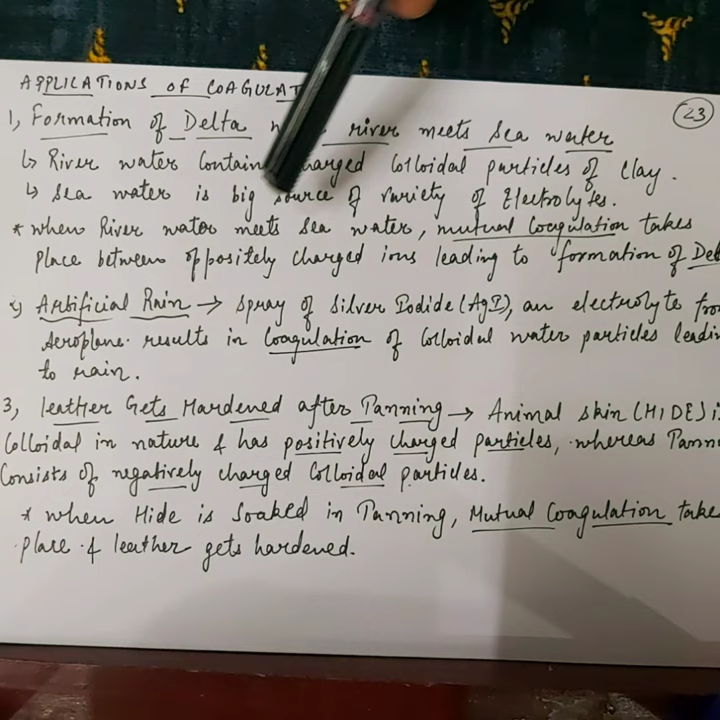 APPLICATIONS OF COAGULAT
23
1, Formation of Delta river meets Sea water
↳ River water Contain charged Colloidal particles of clay.
↳ Sea water is big source of variety of Electrolytes.
* when River water meets Sea water, mutual Coagulation takes
place between oppositely charged ions leading to formation of Del
Artificial Rain → spray of Silver Iodide (AgI), an electrolyte fro
Aeroplane. results in Coagulation of Colloidal water particles leadin
to rain.
3, leather Gets Hardened after Tanning → Animal skin (HIDE) i
Colloidal in nature & has positively charged particles, whereas Tanni
Consists of negatively charged Colloidal particles.
* when Hide is Soaked in Tanning, Mutual Coagulation take
place & leather gets hardened.